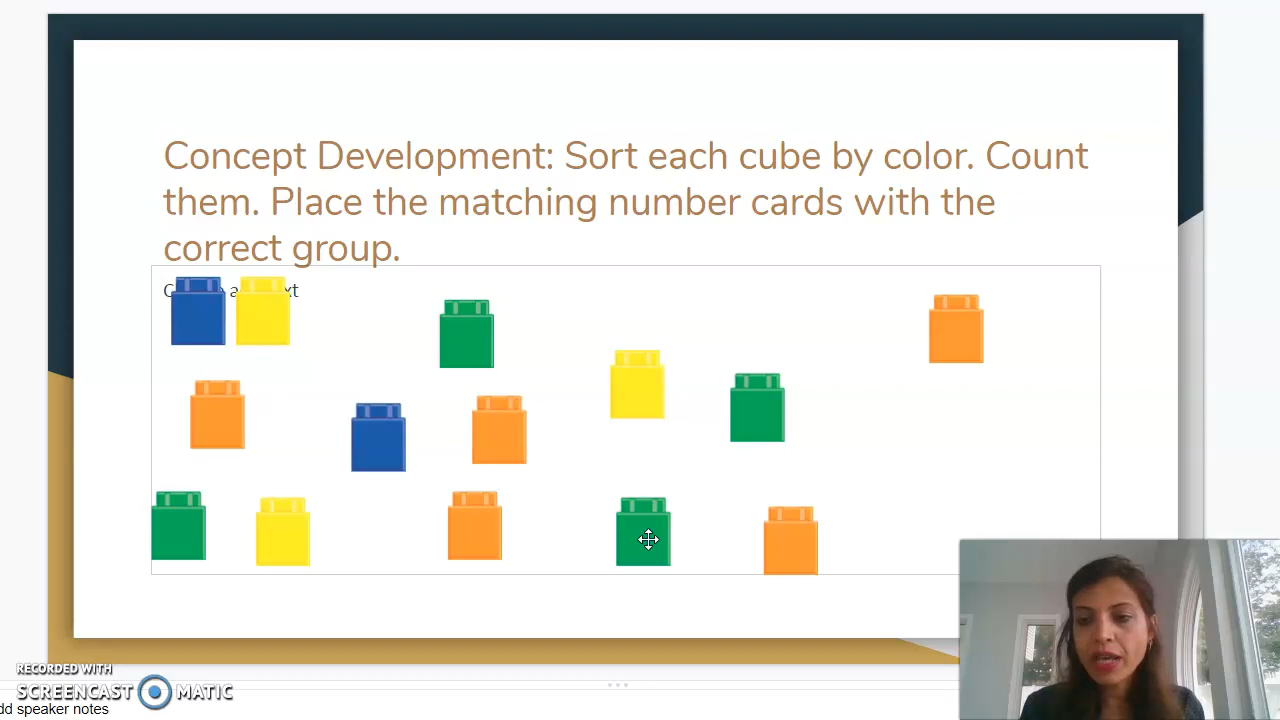 Concept Development: Sort each cube by color. Count
them. Place the matching number cards with the
correct group.
RECORDED WITH
SCREENCAST MATIC
dd speaker notes